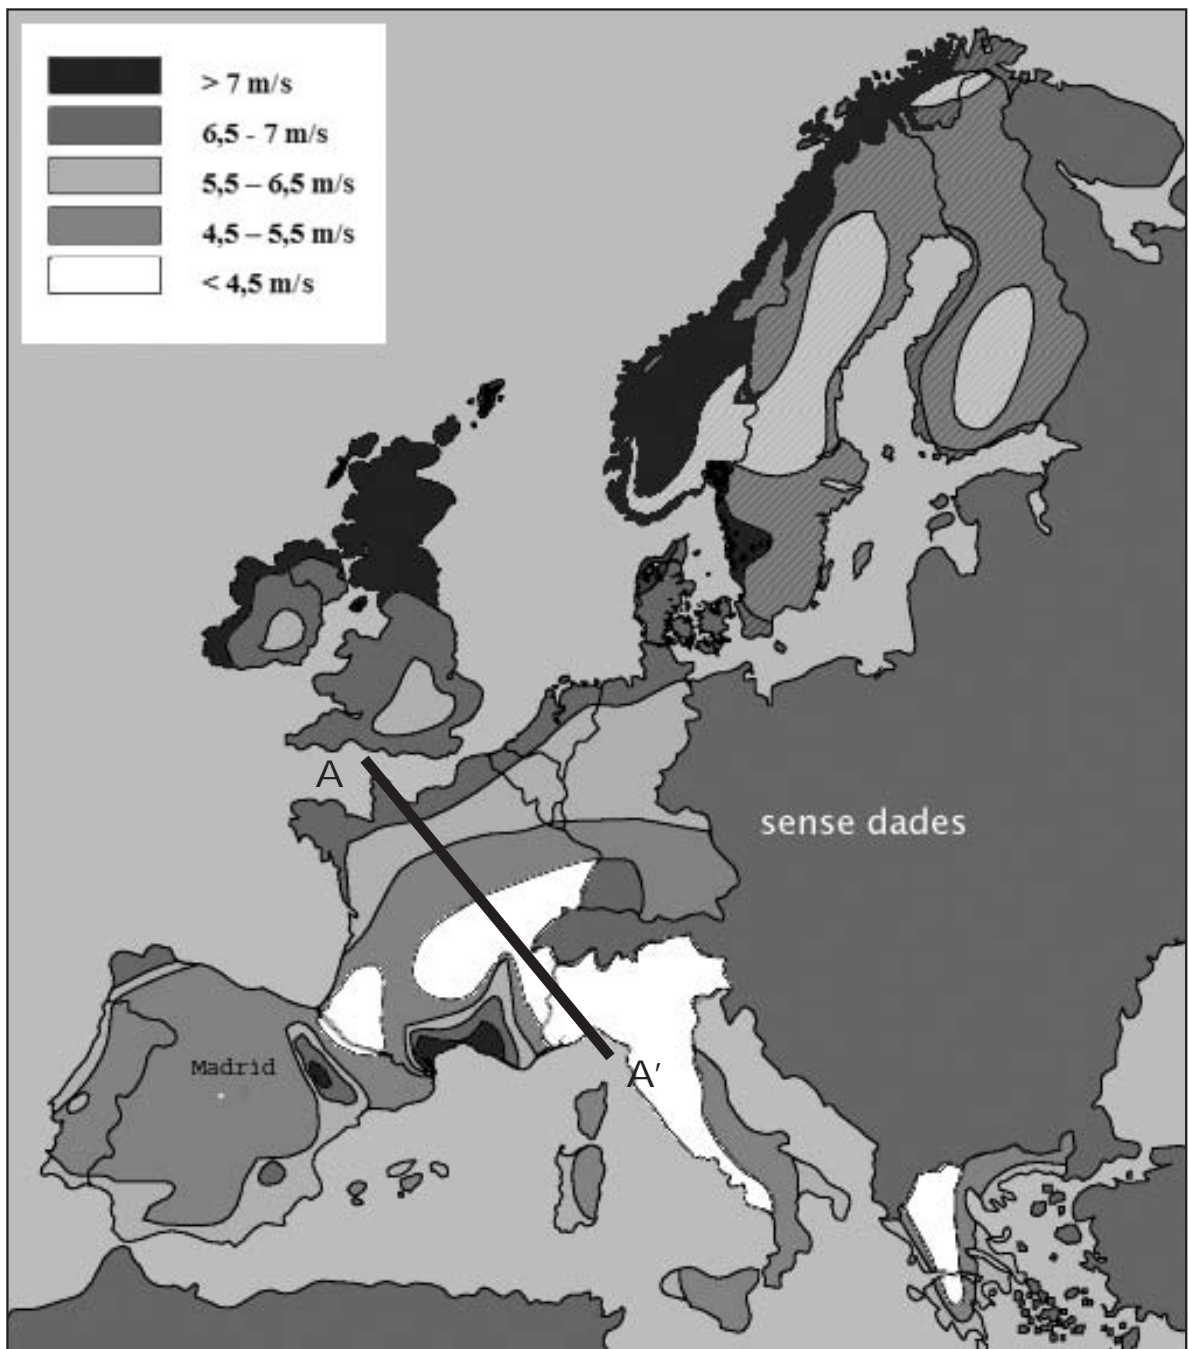 > 7 m/s
6,5 - 7 m/s
5,5 – 6,5 m/s
4,5 – 5,5 m/s
< 4,5 m/s
A
sense dades
Madrid
A′